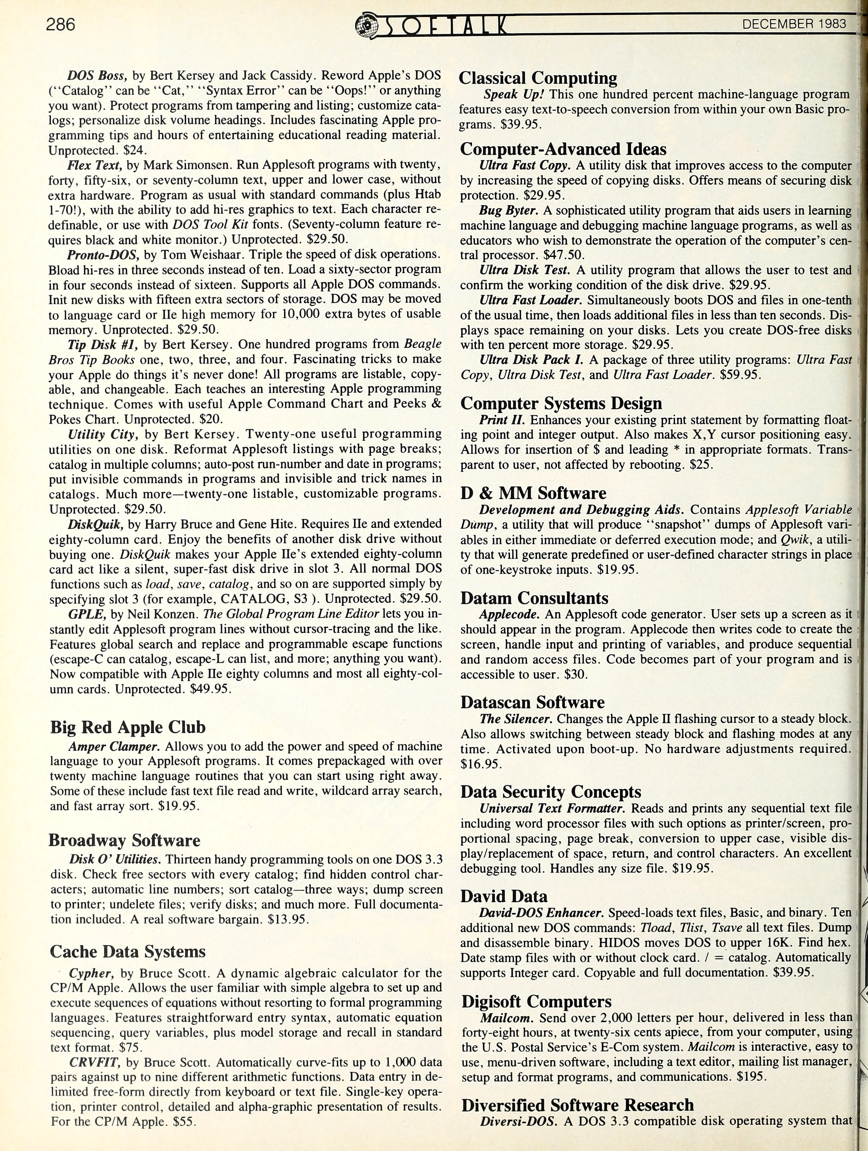 286
SOFTALK
DECEMBER 1983
DOS Boss, by Bert Kersey and Jack Cassidy. Reword Apple's DOS
(“Catalog” can be “Cat,” “Syntax Error” can be “Oops!” or anything
you want). Protect programs from tampering and listing; customize cata-
logs; personalize disk volume headings. Includes fascinating Apple pro-
gramming tips and hours of entertaining educational reading material.
Unprotected. $24.
Flex Text, by Mark Simonsen. Run Applesoft programs with twenty,
forty, fifty-six, or seventy-column text, upper and lower case, without
extra hardware. Program as usual with standard commands (plus Htab
1-70!), with the ability to add hi-res graphics to text. Each character re-
definable, or use with DOS Tool Kit fonts. (Seventy-column feature re-
quires black and white monitor.) Unprotected. $29.50.
Pronto-DOS, by Tom Weishaar. Triple the speed of disk operations.
Bload hi-res in three seconds instead of ten. Load a sixty-sector program
in four seconds instead of sixteen. Supports all Apple DOS commands.
Init new disks with fifteen extra sectors of storage. DOS may be moved
to language card or IIe high memory for 10,000 extra bytes of usable
memory. Unprotected. $29.50.
Tip Disk #1, by Bert Kersey. One hundred programs from Beagle
Bros Tip Books one, two, three, and four. Fascinating tricks to make
your Apple do things it's never done! All programs are listable, copy-
able, and changeable. Each teaches an interesting Apple programming
technique. Comes with useful Apple Command Chart and Peeks &
Pokes Chart. Unprotected. $20.
Utility City, by Bert Kersey. Twenty-one useful programming
utilities on one disk. Reformat Applesoft listings with page breaks;
catalog in multiple columns; auto-post run-number and date in programs;
put invisible commands in programs and invisible and trick names in
catalogs. Much more—twenty-one listable, customizable programs.
Unprotected. $29.50.
DiskQuik, by Harry Bruce and Gene Hite. Requires IIe and extended
eighty-column card. Enjoy the benefits of another disk drive without
buying one. DiskQuik makes your Apple IIe's extended eighty-column
card act like a silent, super-fast disk drive in slot 3. All normal DOS
functions such as load, save, catalog, and so on are supported simply by
specifying slot 3 (for example, CATALOG, S3 ). Unprotected. $29.50.
GPLE, by Neil Konzen. The Global Program Line Editor lets you in-
stantly edit Applesoft program lines without cursor-tracing and the like.
Features global search and replace and programmable escape functions
(escape-C can catalog, escape-L can list, and more; anything you want).
Now compatible with Apple IIe eighty columns and most all eighty-col-
umn cards. Unprotected. $49.95.
Big Red Apple Club
Amper Clamper. Allows you to add the power and speed of machine
language to your Applesoft programs. It comes prepackaged with over
twenty machine language routines that you can start using right away.
Some of these include fast text file read and write, wildcard array search,
and fast array sort. $19.95.
Broadway Software
Disk O' Utilities. Thirteen handy programming tools on one DOS 3.3
disk. Check free sectors with every catalog; find hidden control char-
acters; automatic line numbers; sort catalog—three ways; dump screen
to printer; undelete files; verify disks; and much more. Full documenta-
tion included. A real software bargain. $13.95.
Cache Data Systems
Cypher, by Bruce Scott. A dynamic algebraic calculator for the
CP/M Apple. Allows the user familiar with simple algebra to set up and
execute sequences of equations without resorting to formal programming
languages. Features straightforward entry syntax, automatic equation
sequencing, query variables, plus model storage and recall in standard
text format. $75.
CRVFIT, by Bruce Scott. Automatically curve-fits up to 1,000 data
pairs against up to nine different arithmetic functions. Data entry in de-
limited free-form directly from keyboard or text file. Single-key opera-
tion, printer control, detailed and alpha-graphic presentation of results.
For the CP/M Apple. $55.
Classical Computing
Speak Up! This one hundred percent machine-language program
features easy text-to-speech conversion from within your own Basic pro-
grams. $39.95.
Computer-Advanced Ideas
Ultra Fast Copy. A utility disk that improves access to the computer
by increasing the speed of copying disks. Offers means of securing disk
protection. $29.95.
Bug Byter. A sophisticated utility program that aids users in learning
machine language and debugging machine language programs, as well as
educators who wish to demonstrate the operation of the computer's cen-
tral processor. $47.50.
Ultra Disk Test. A utility program that allows the user to test and
confirm the working condition of the disk drive. $29.95.
Ultra Fast Loader. Simultaneously boots DOS and files in one-tenth
of the usual time, then loads additional files in less than ten seconds. Dis-
plays space remaining on your disks. Lets you create DOS-free disks
with ten percent more storage. $29.95.
Ultra Disk Pack I. A package of three utility programs: Ultra Fast
Copy, Ultra Disk Test, and Ultra Fast Loader. $59.95.
Computer Systems Design
Print II. Enhances your existing print statement by formatting float-
ing point and integer output. Also makes X,Y cursor positioning easy.
Allows for insertion of $ and leading * in appropriate formats. Trans-
parent to user, not affected by rebooting. $25.
D & MM Software
Development and Debugging Aids. Contains Applesoft Variable
Dump, a utility that will produce “snapshot” dumps of Applesoft vari-
ables in either immediate or deferred execution mode; and Qwik, a utili-
ty that will generate predefined or user-defined character strings in place
of one-keystroke inputs. $19.95.
Datam Consultants
Applecode. An Applesoft code generator. User sets up a screen as it
should appear in the program. Applecode then writes code to create the
screen, handle input and printing of variables, and produce sequential
and random access files. Code becomes part of your program and is
accessible to user. $30.
Datascan Software
The Silencer. Changes the Apple II flashing cursor to a steady block.
Also allows switching between steady block and flashing modes at any
time. Activated upon boot-up. No hardware adjustments required.
$16.95.
Data Security Concepts
Universal Text Formatter. Reads and prints any sequential text file
including word processor files with such options as printer/screen, pro-
portional spacing, page break, conversion to upper case, visible dis-
play/replacement of space, return, and control characters. An excellent
debugging tool. Handles any size file. $19.95.
David Data
David-DOS Enhancer. Speed-loads text files, Basic, and binary. Ten
additional new DOS commands: Tload, Tlist, Tsave all text files. Dump
and disassemble binary. HIDOS moves DOS to upper 16K. Find hex.
Date stamp files with or without clock card. / = catalog. Automatically
supports Integer card. Copyable and full documentation. $39.95.
Digisoft Computers
Mailcom. Send over 2,000 letters per hour, delivered in less than
forty-eight hours, at twenty-six cents apiece, from your computer, using
the U.S. Postal Service's E-Com system. Mailcom is interactive, easy to
use, menu-driven software, including a text editor, mailing list manager,
setup and format programs, and communications. $195.
Diversified Software Research
Diversi-DOS. A DOS 3.3 compatible disk operating system that